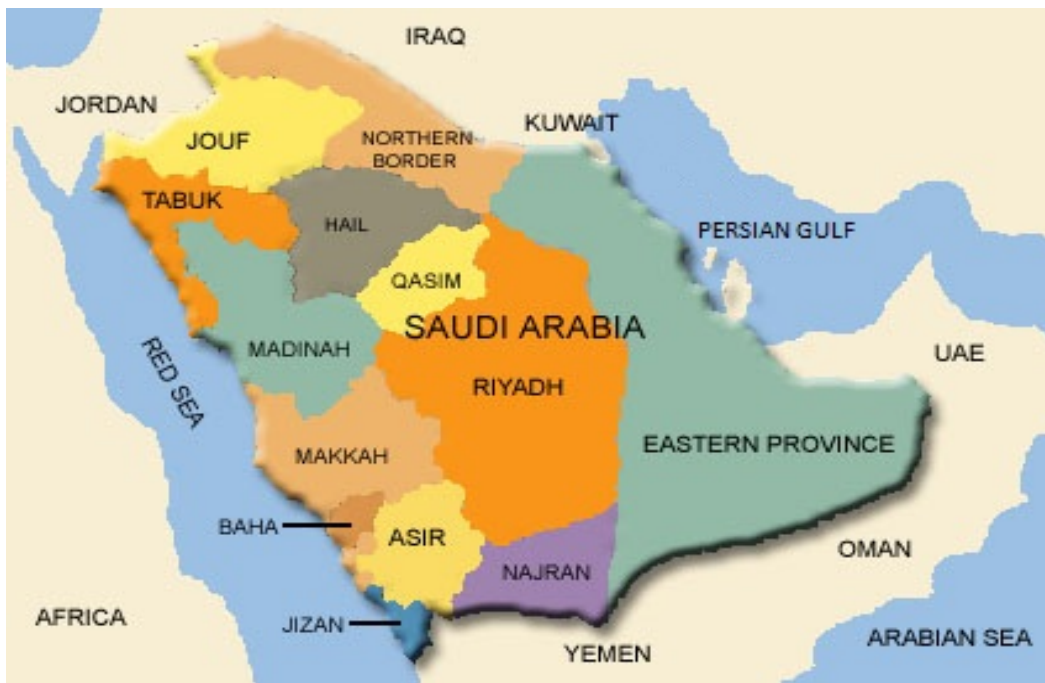 IRAQ
JORDAN
KUWAIT
JOUF
NORTHERN
BORDER
TABUK
HAIL
PERSIAN GULF
QASIM
SAUDI ARABIA
MADINAH
UAE
RED SEA
RIYADH
EASTERN PROVINCE
MAKKAH
BAHA
ASIR
OMAN
NAJRAN
AFRICA
JIZAN
ARABIAN SEA
YEMEN